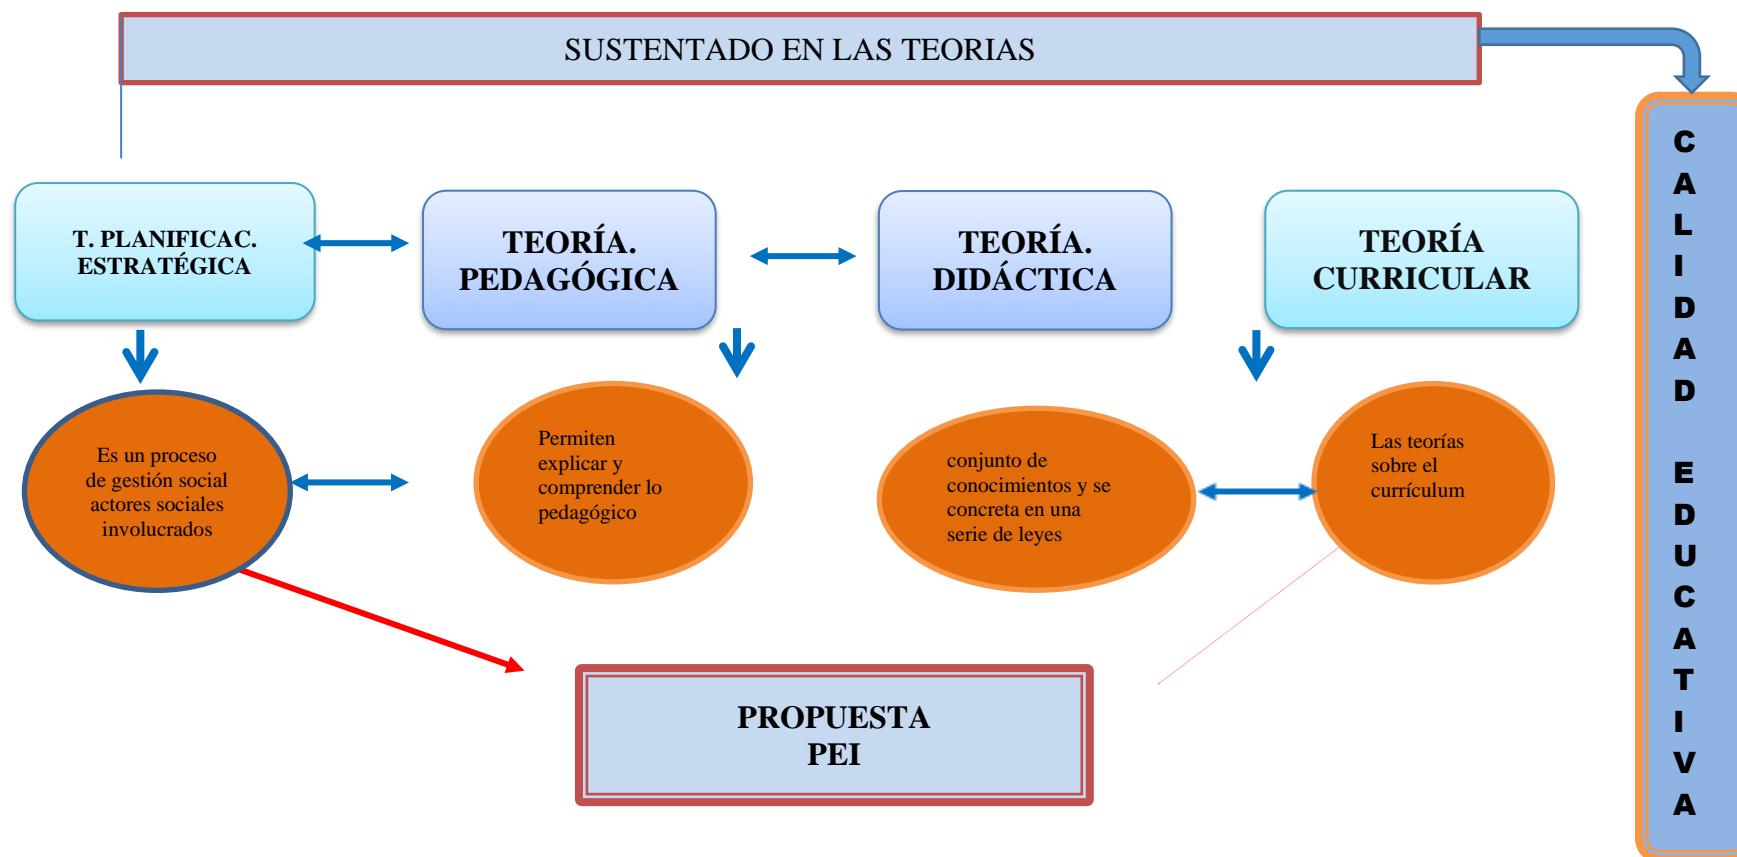 SUSTENTADO EN LAS TEORIAS
T. PLANIFICAC.
ESTRATÉGICA
TEORÍA.
PEDAGÓGICA
TEORÍA.
DIDÁCTICA
TEORÍA
CURRICULAR
Es un proceso
de gestión social
actores sociales
involucrados
Permiten
explicar y
comprender lo
pedagógico
conjunto de
conocimientos y se
concreta en una
serie de leyes
Las teorías
sobre el
currículum
PROPUESTA
PEI
CALIDAD
EDUCATIVA